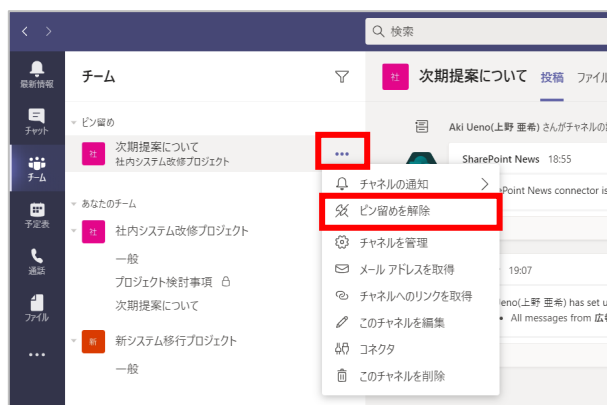 検索
最新情報
チャット
チーム
予定表
通話
ファイル
チーム
ピン留め
社
次期提案について
社内システム改修プロジェクト
あなたのチーム
社
社内システム改修プロジェクト
一般
プロジェクト検討事項
次期提案について
新
新システム移行プロジェクト
一般
チャネルの通知
ピン留めを解除
チャネルを管理
メール アドレスを取得
チャネルへのリンクを取得
このチャネルを編集
コネクタ
このチャネルを削除
社 次期提案について 投稿 ファイル
Aki Ueno(上野 亜希) さんがチャネルの
SharePoint News 18:55
Point News connector is
19:07
eno(上野 亜希) has set u
• All messages from 広